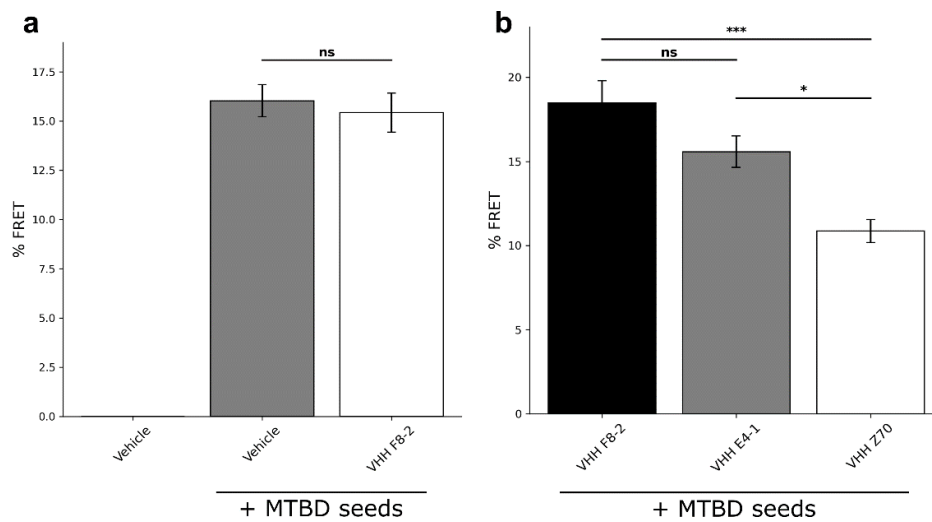 a
% FRET
17.5
15.0
12.5
10.0
7.5
5.0
2.5
0.0
ns
Vehicle
Vehicle
VHH F8-2
+ MTBD seeds
b
% FRET
20
15
10
5
0
***
ns
*
VHH F8-2
VHH E4-1
VHH Z70
+ MTBD seeds